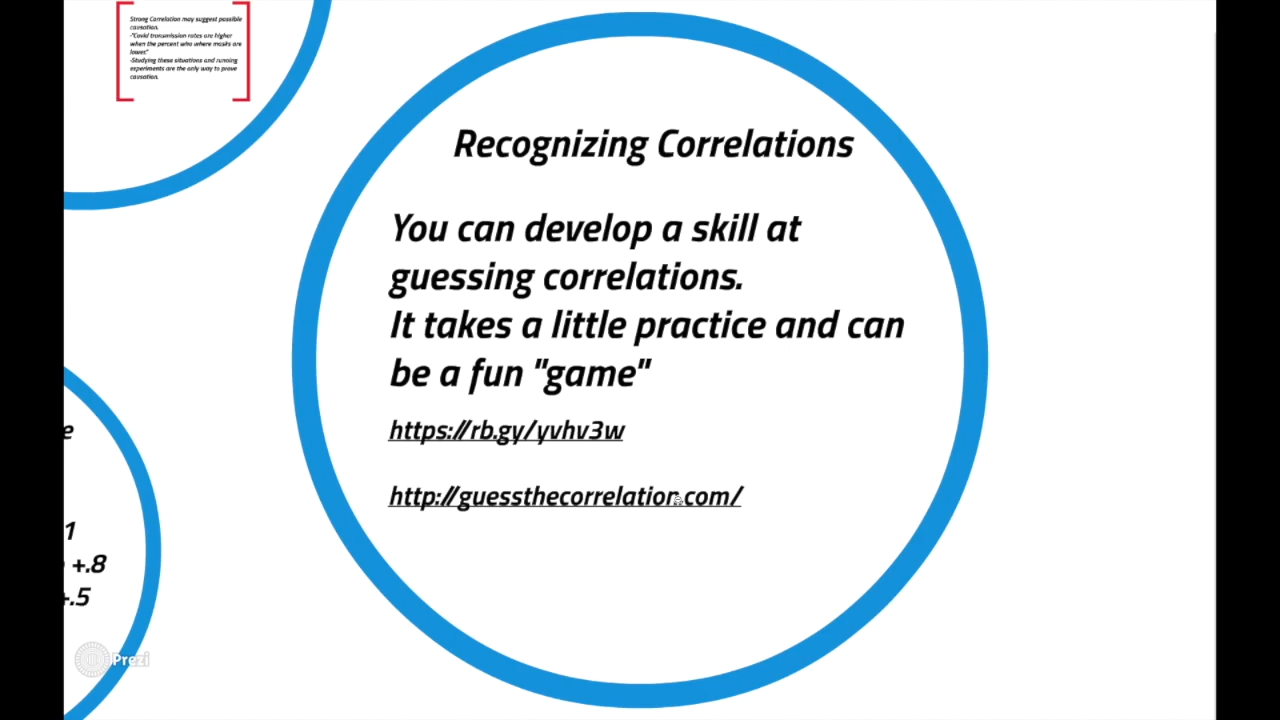 Strong Correlation may suggest possible
causation.
-"Covid transmission rates are higher
when the percent who where masks are
lower"
-Studying these situations and running
experiments are the only way to prove
causation.
Recognizing Correlations
You can develop a skill at
guessing correlations.
It takes a little practice and can
be a fun "game"
https://rb.gy/yvhv3w
http://guessthecorrelation.com/
e
1
+.8
+.5
Prezi